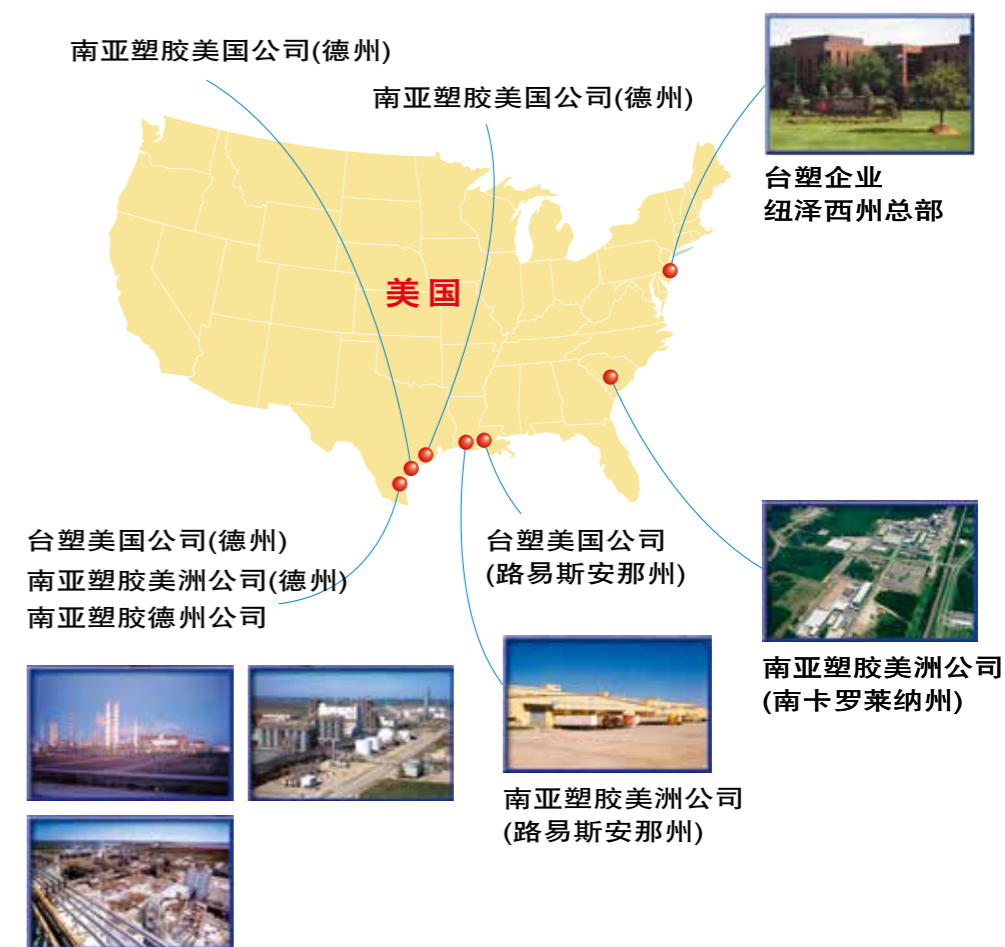 南亚塑胶美国公司(德州)
南亚塑胶美国公司(德州)
台塑企业
纽泽西州总部
美国
台塑美国公司(德州)
南亚塑胶美洲公司(德州)
南亚塑胶德州公司
台塑美国公司
(路易斯安那州)
南亚塑胶美洲公司
(南卡罗莱纳州)
南亚塑胶美洲公司
(路易斯安那州)